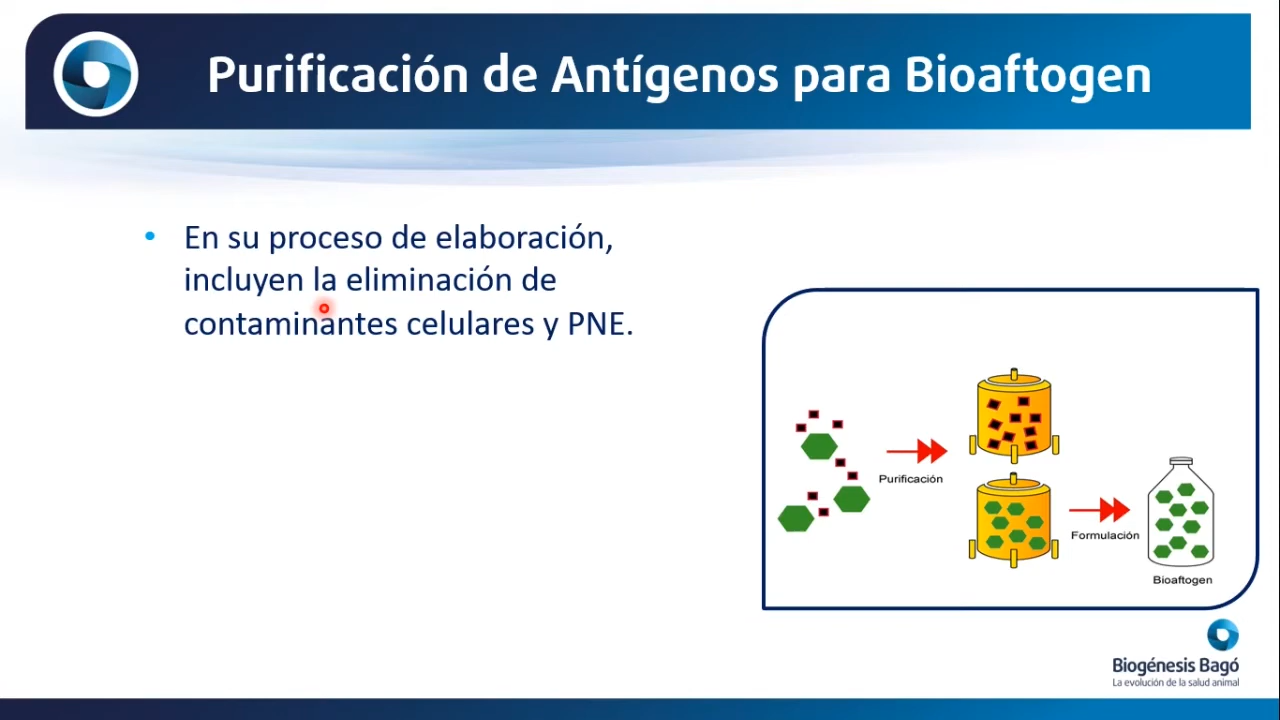 Purificación de Antígenos para Bioaftogen
• En su proceso de elaboración,
incluyen la eliminación de
contaminantes celulares y PNE.
Purificación
Formulación
Bioaftogen
Biogénesis Bagó
La evolución de la salud animal